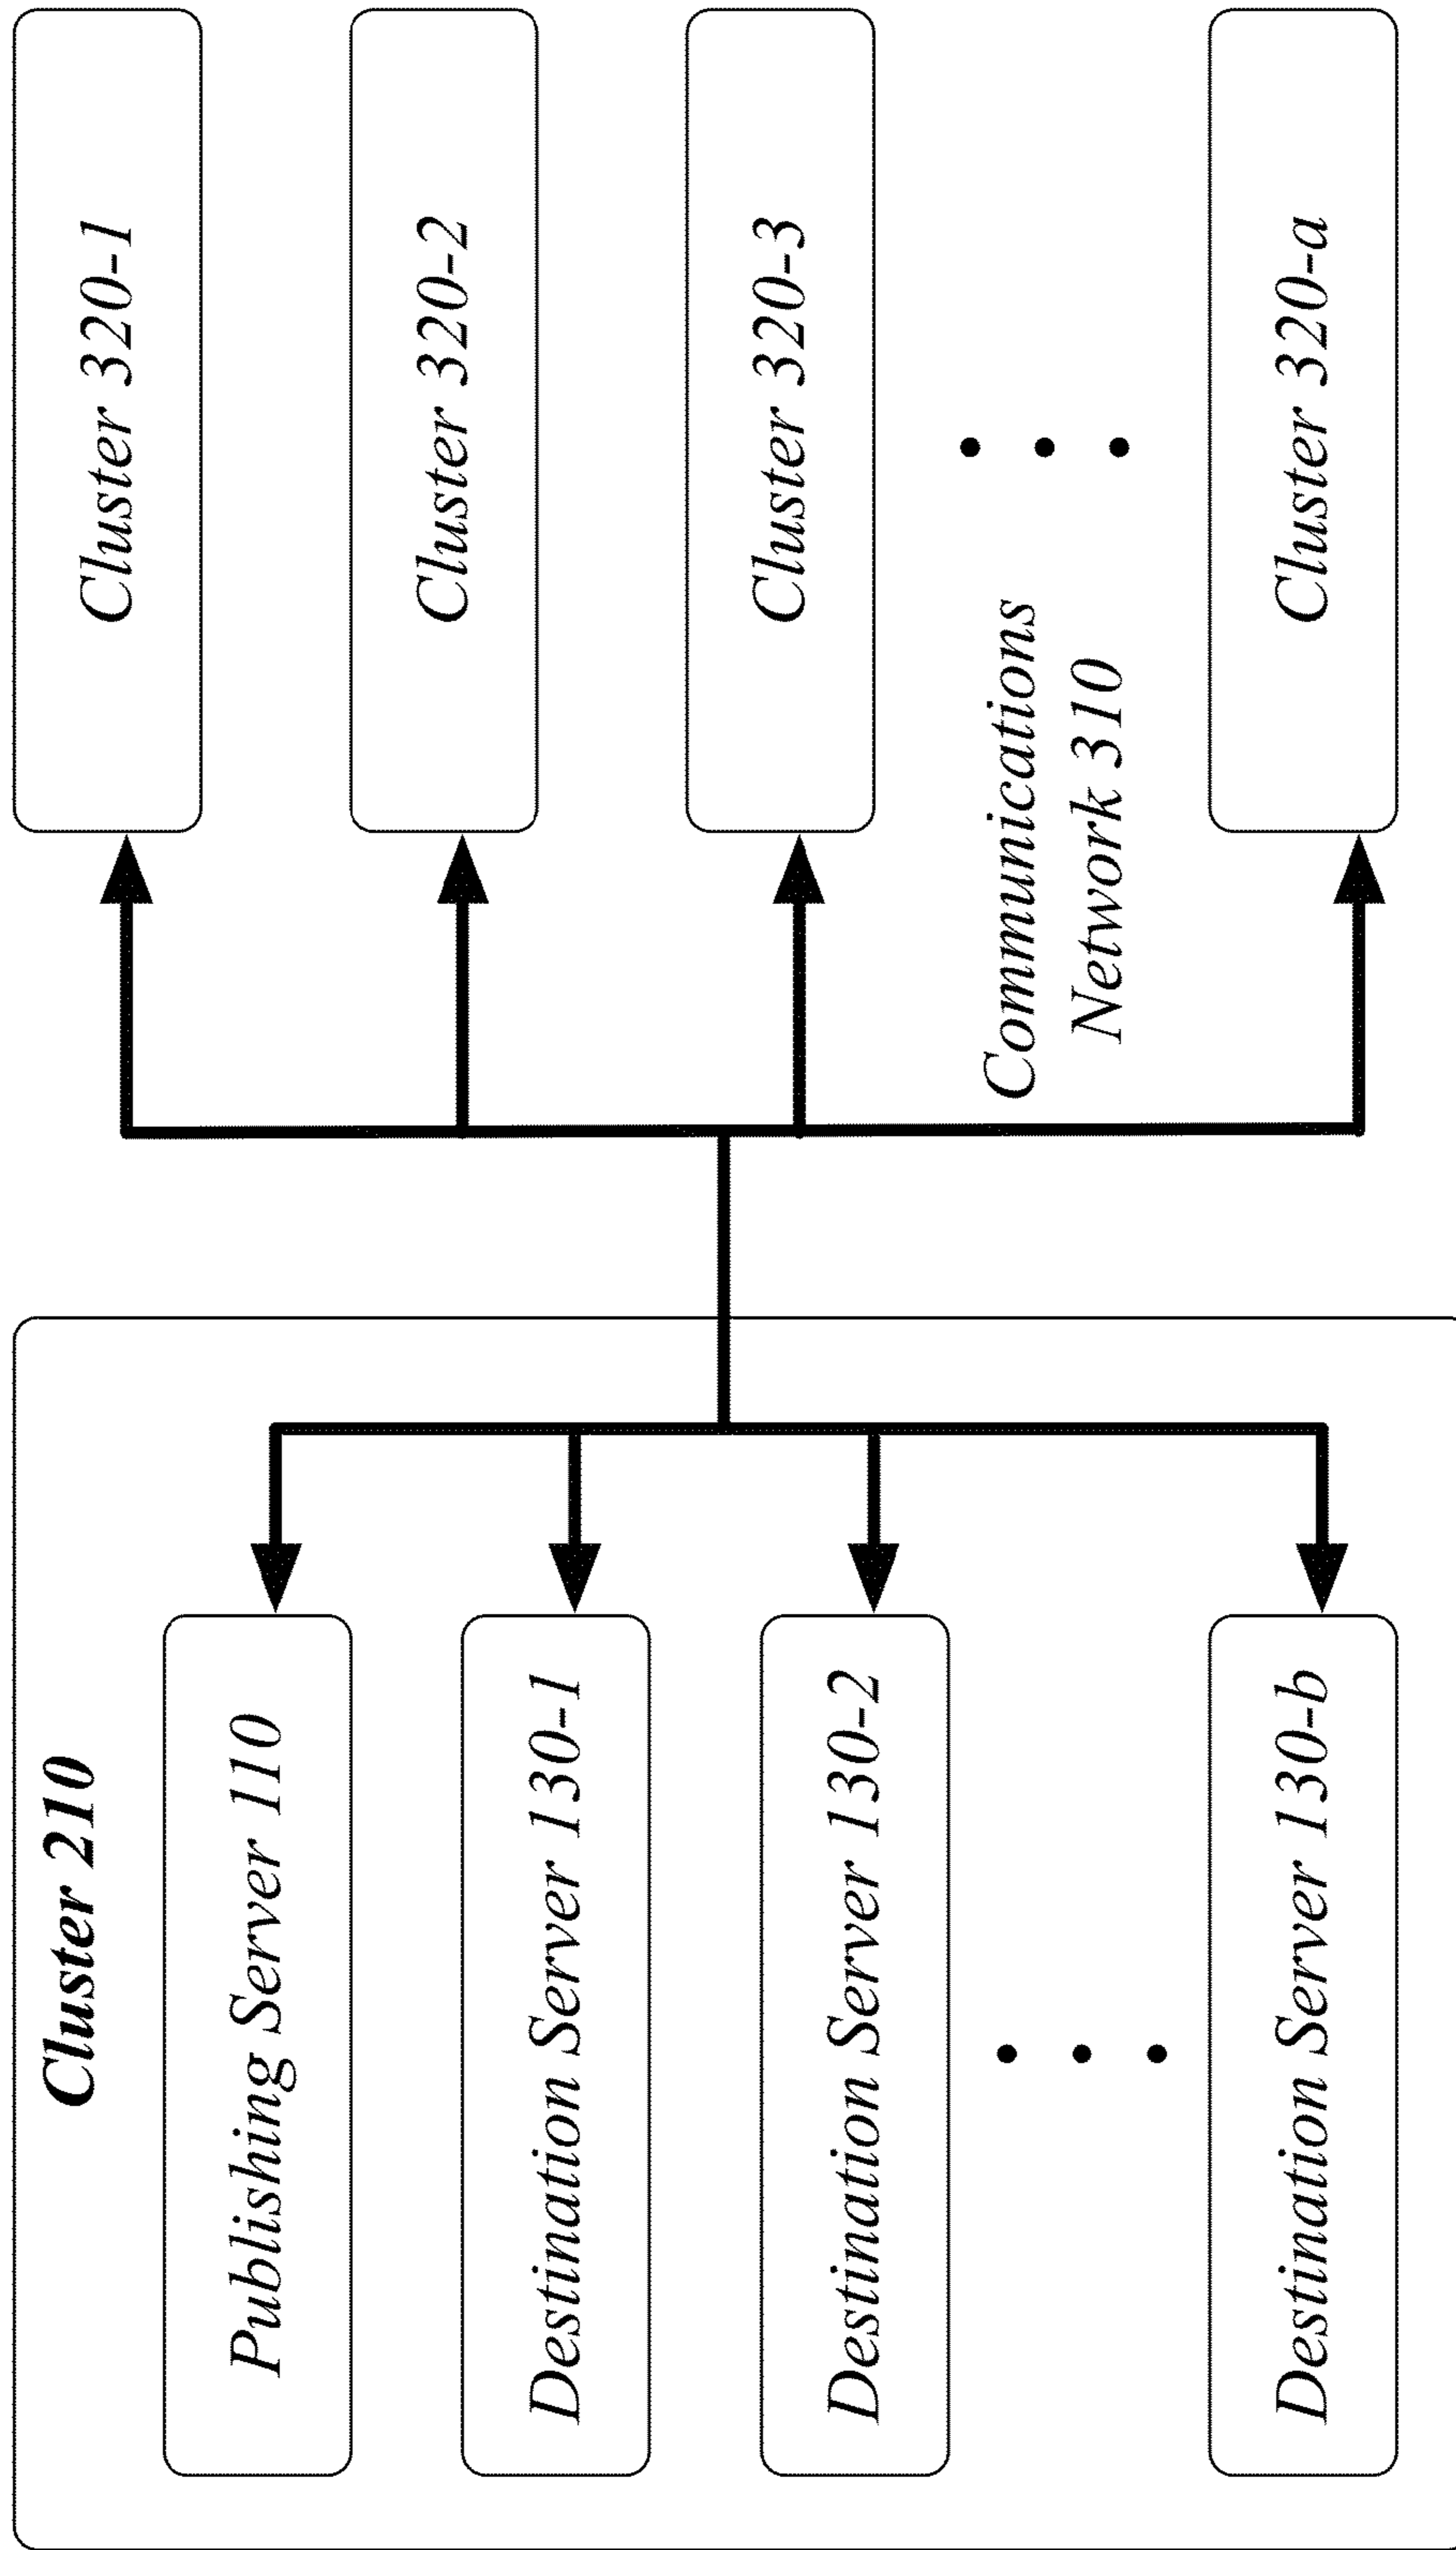 Cluster 210
Publishing Server 110
Destination Server 130-1
Destination Server 130-2
Destination Server 130-b
Cluster 320-1
Cluster 320-2
Cluster 320-3
Communications
Network 310
Cluster 320-a